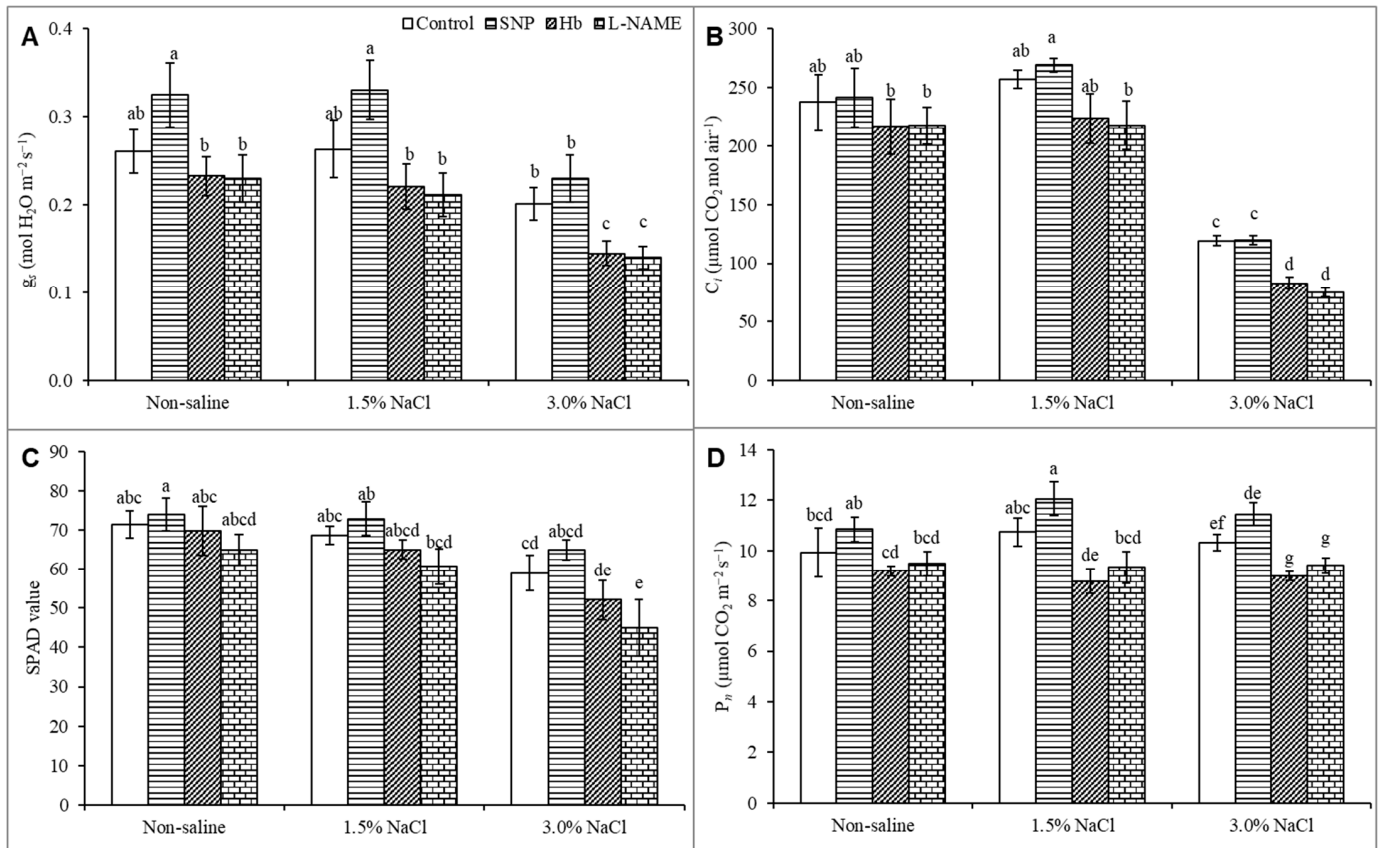 A
Control SNP Hb L-NAME
0.4
0.3
0.2
0.1
0.0
gs (mol H2O m−2 s−1)
ab a b b
ab a b b
b b c c
Non-saline 1.5% NaCl 3.0% NaCl
B
300
250
200
150
100
50
0
Ci (µmol CO2 mol air-1)
ab ab b b
ab a ab b
c c d d
Non-saline 1.5% NaCl 3.0% NaCl
C
90
80
70
60
50
40
30
20
10
0
SPAD value
abc a abc abcd
abc ab abcd bcd
cd abcd de e
Non-saline 1.5% NaCl 3.0% NaCl
D
14
12
10
8
6
4
2
0
Pn (µmol CO2 m−2 s−1)
bcd ab cd bcd
abc a de bcd
ef de g g
Non-saline 1.5% NaCl 3.0% NaCl